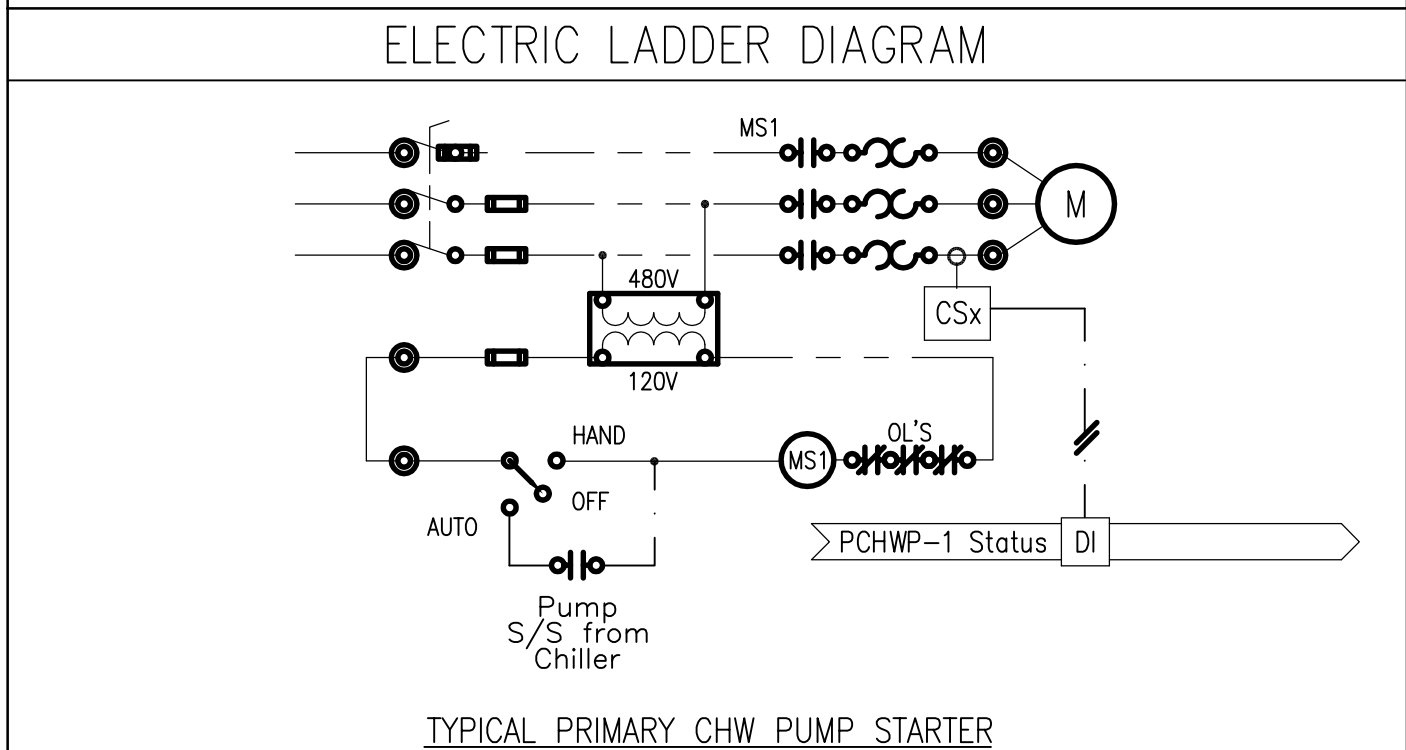 ELECTRIC LADDER DIAGRAM
MS1
M
480V
CSx
120V
HAND
OL'S
MS1
OFF
AUTO
PCHWP-1 Status
DI
Pump
S/S from
Chiller
TYPICAL PRIMARY CHW PUMP STARTER